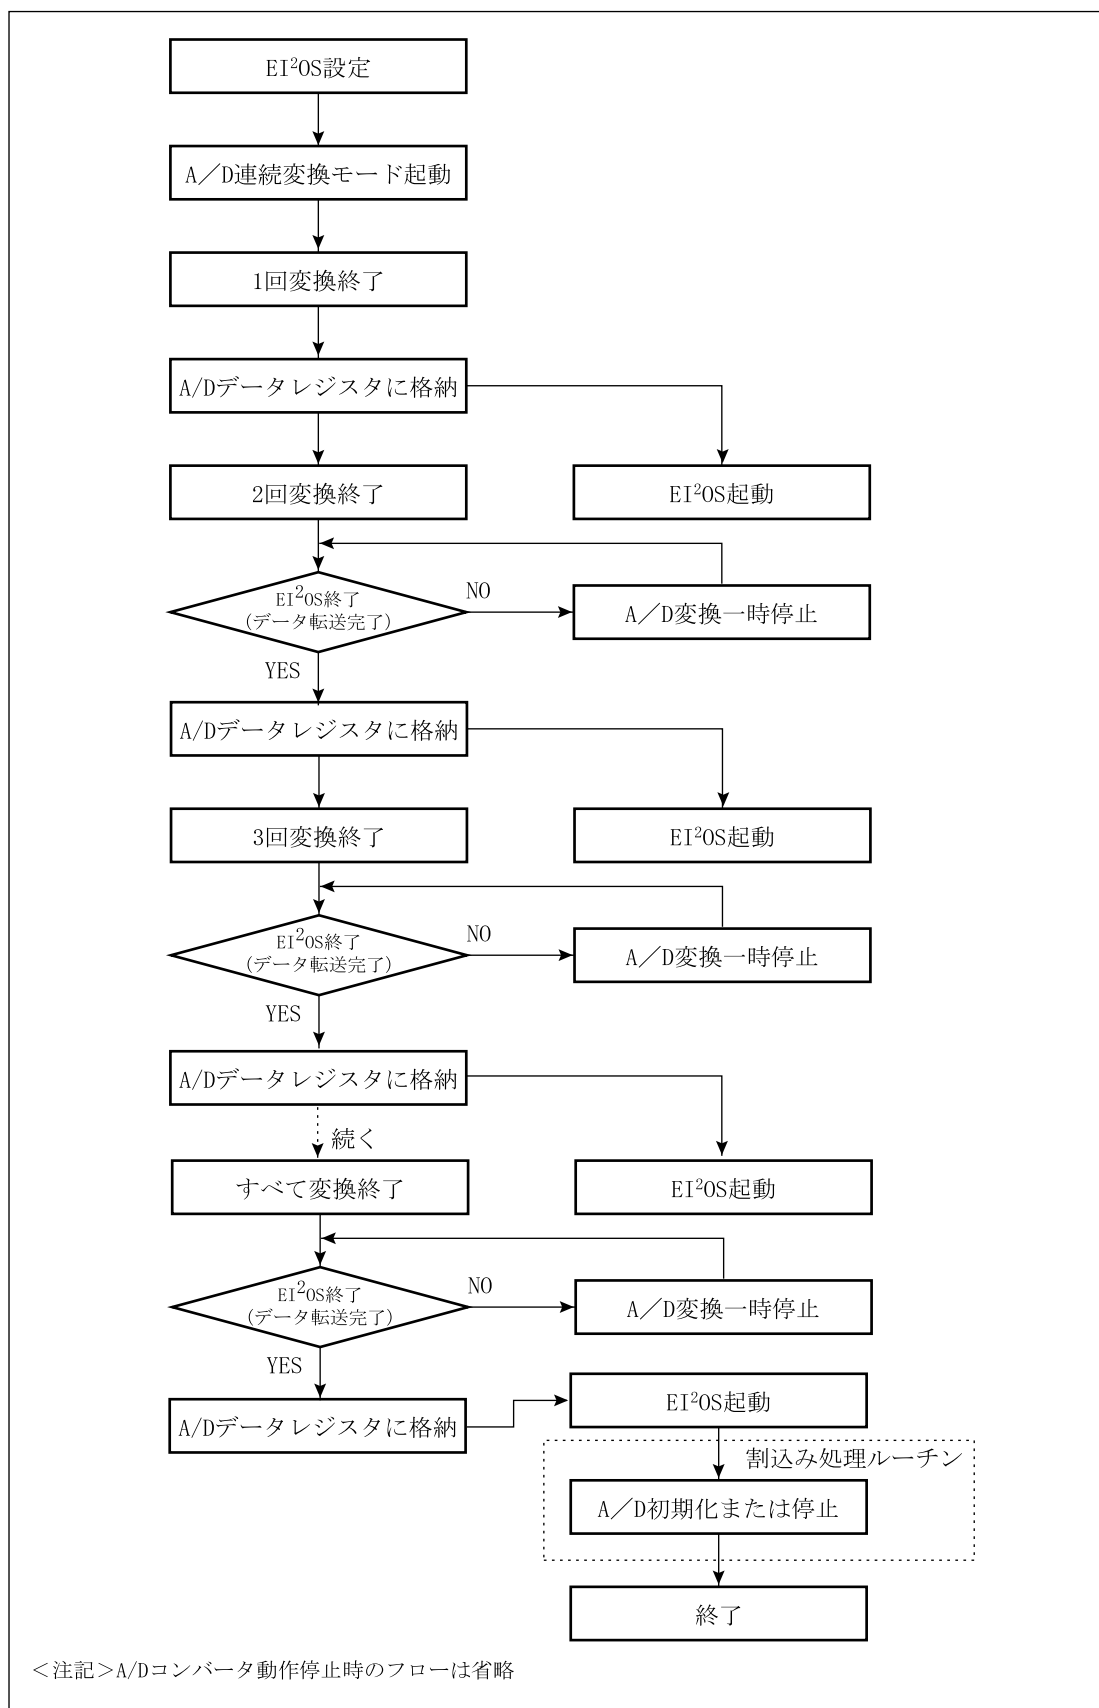 EI²OS設定
A／D連続変換モード起動
1回変換終了
A/Dデータレジスタに格納
2回変換終了
EI²OS起動
EI²OS終了
(データ転送完了)
NO
A／D変換一時停止
YES
A/Dデータレジスタに格納
3回変換終了
EI²OS起動
EI²OS終了
(データ転送完了)
NO
A／D変換一時停止
YES
A/Dデータレジスタに格納
続く
すべて変換終了
EI²OS起動
EI²OS終了
(データ転送完了)
NO
A／D変換一時停止
YES
A/Dデータレジスタに格納
EI²OS起動
割込み処理ルーチン
A／D初期化または停止
終了
＜注記＞A/Dコンバータ動作停止時のフローは省略